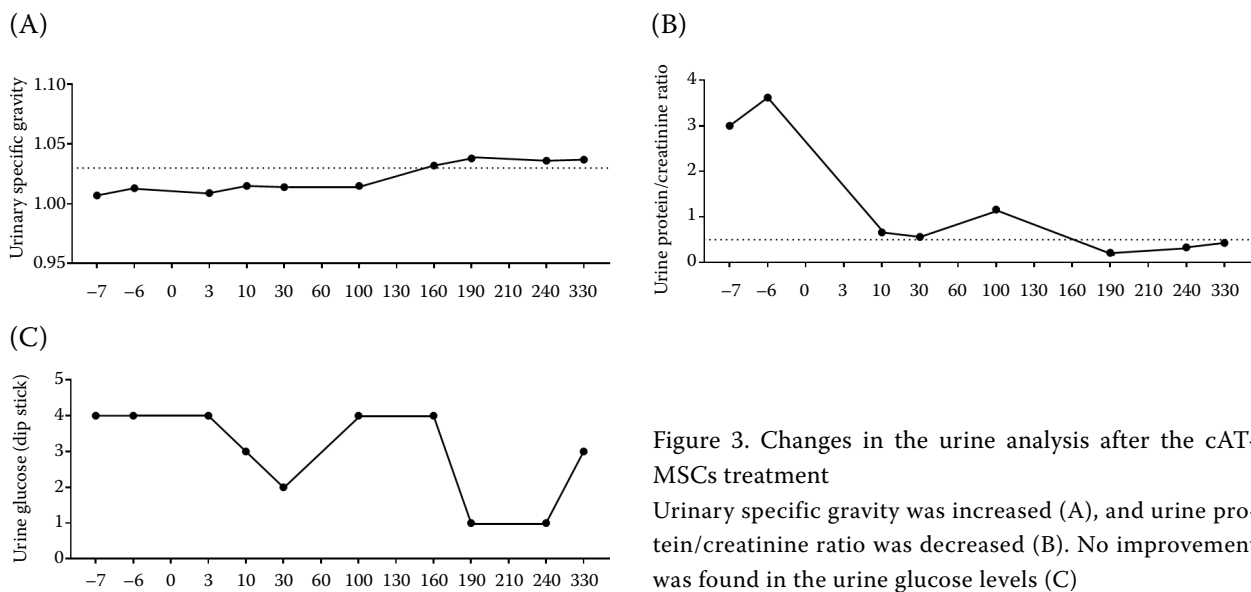 (A)
Urinary specific gravity
1.10
1.05
1.00
0.95
–7 –6 0 3 10 30 60 100 130 160 190 210 240 330
(B)
Urine protein/creatinine ratio
4
3
2
1
0
–7 –6 0 3 10 30 60 100 130 160 190 210 240 330
(C)
Urine glucose (dip stick)
5
4
3
2
1
0
–7 –6 0 3 10 30 60 100 130 160 190 210 240 330
Figure 3. Changes in the urine analysis after the cAT-
MSCs treatment
Urinary specific gravity was increased (A), and urine pro-
tein/creatinine ratio was decreased (B). No improvement
was found in the urine glucose levels (C)